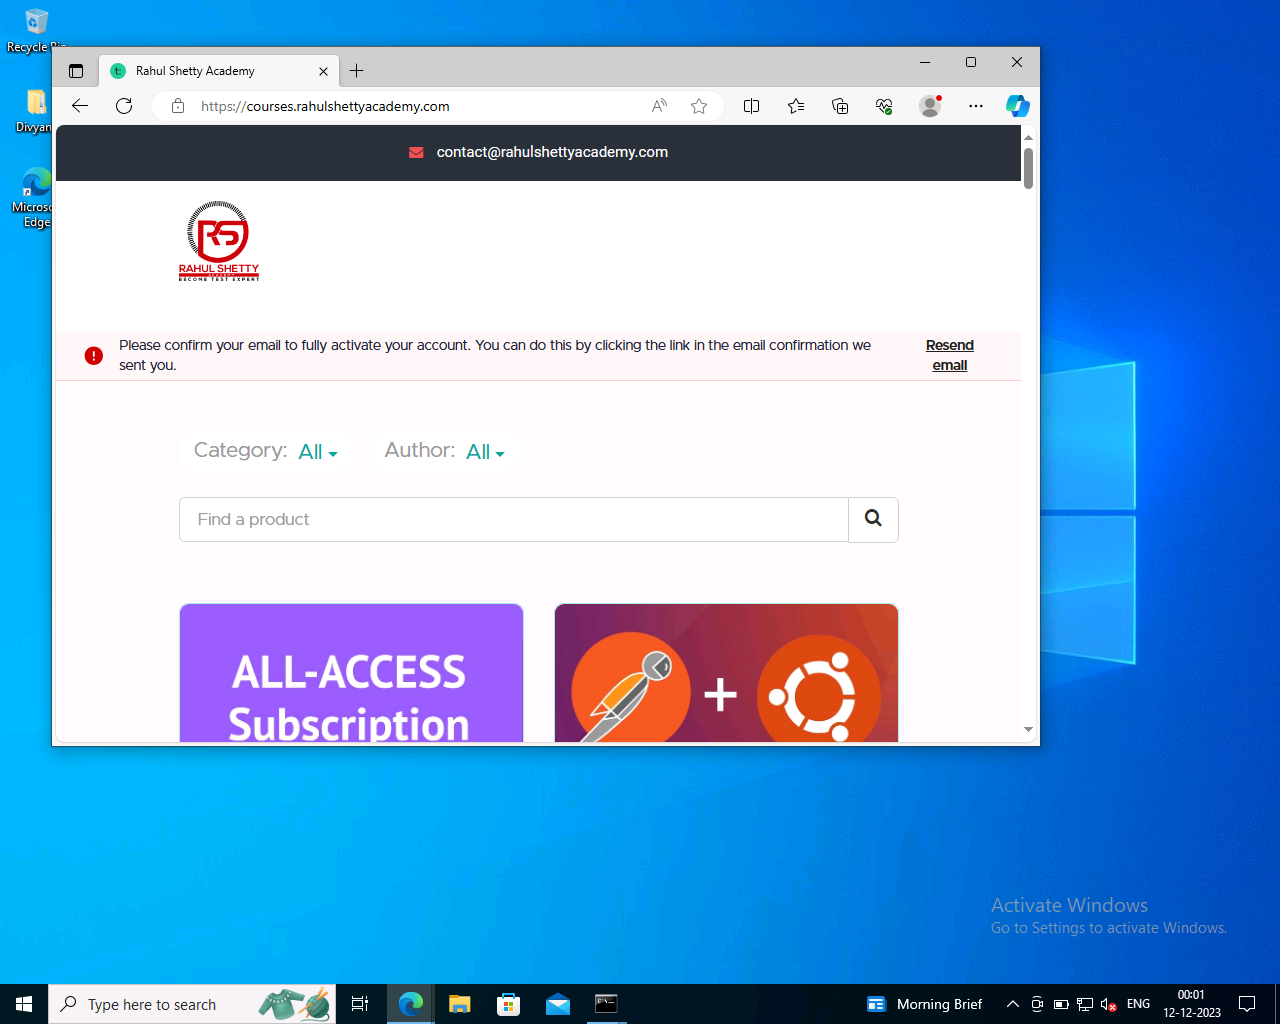 Recycle Bin
Divyan
Micros
Edge
Rahul Shetty Academy
https://courses.rahulshettyacademy.com
contact@rahulshettyacademy.com
RS
RAHUL SHETTY
ACADEMY
BECOME TEST EXPERT
Please confirm your email to fully activate your account. You can do this by clicking the link in the email confirmation we
sent you.
Resend
email
Category: All
Author: All
Find a product
ALL-ACCESS
Subscription
+
Activate Windows
Go to Settings to activate Windows.
Type here to search
Morning Brief
ENG
00:01
12-12-2023